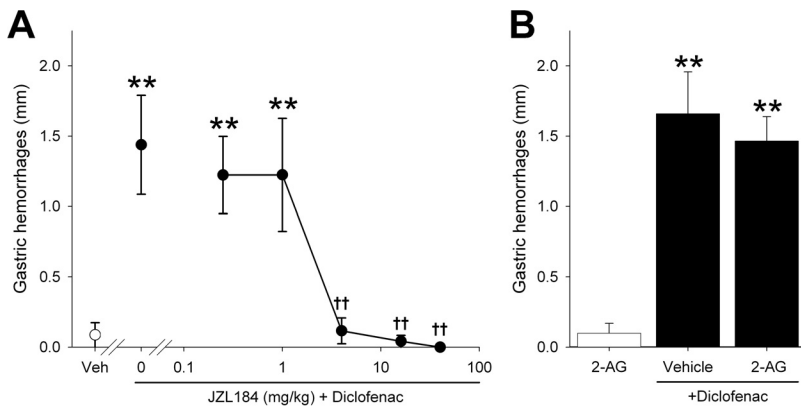 A
Gastric hemorrhages (mm)
2.0
1.5
1.0
0.5
0.0
**
**
**
††
††
††
Veh
0
0.1
1
10
100
JZL184 (mg/kg) + Diclofenac
B
Gastric hemorrhages (mm)
2.0
1.5
1.0
0.5
0.0
**
**
2-AG
Vehicle
2-AG
+Diclofenac